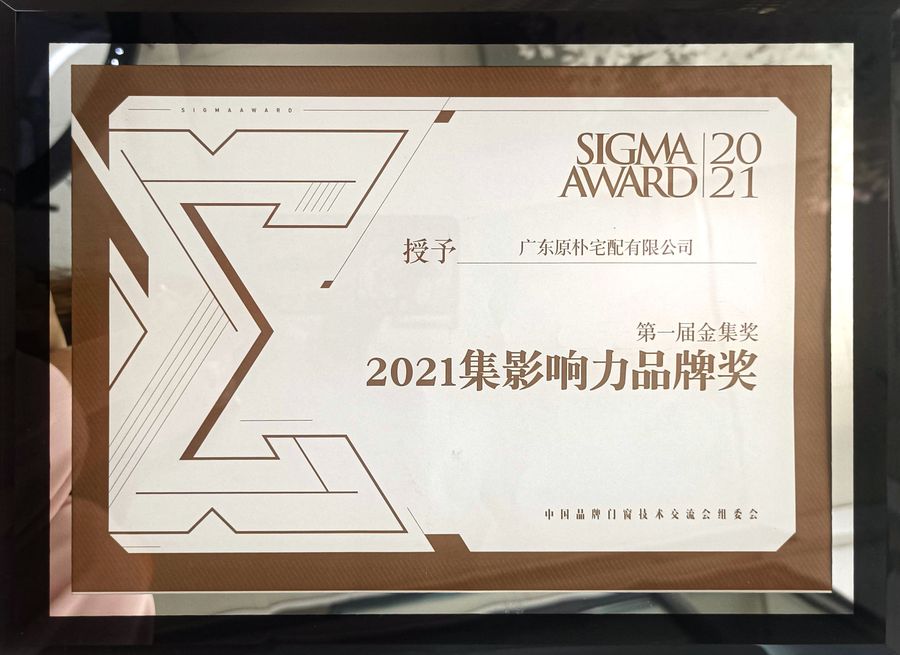 SIGMAAWARD
SIGMA
AWARD
20
21
授予 广东原朴宅配有限公司
第一届金集奖
2021集影响力品牌奖
中国品牌门窗技术交流会组委会